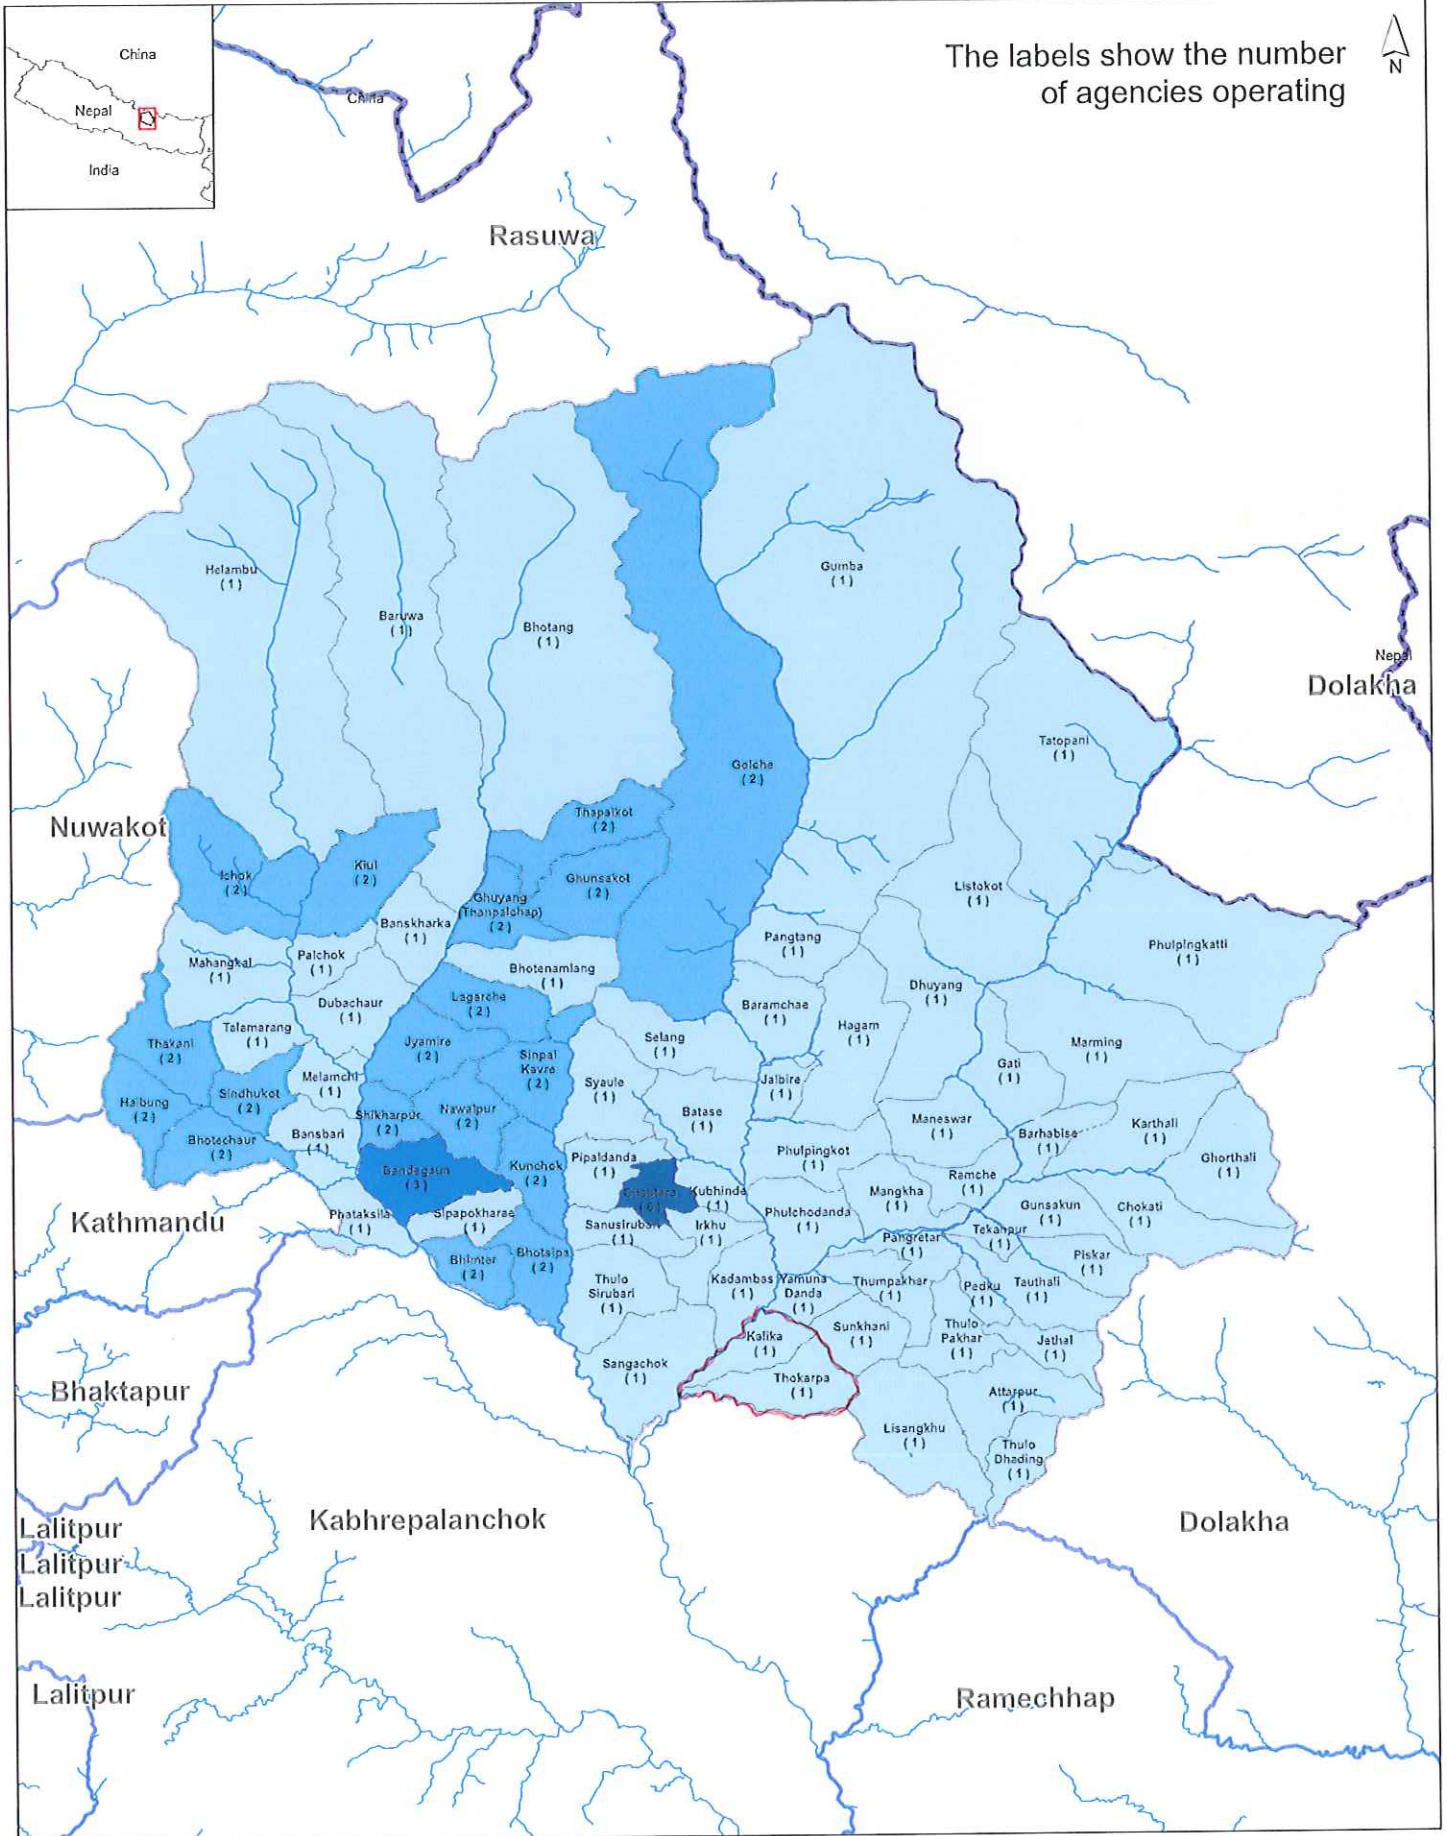 China
Nepal
India
The labels show the number
of agencies operating
N
China
Rasuwa
Helambu
(1)
Baruwa
(1)
Bhotang
(1)
Gumba
(1)
Nepal
Dolakha
Tatopani
(1)
Golche
(2)
Nuwakot
Thapalkot
(2)
Ichok
(2)
Kiul
(2)
Ghunsakot
(2)
Ghuyang
(Thanpalchap)
(2)
Listokot
(1)
Banskharka
(1)
Pangtang
(1)
Phulpingkatti
(1)
Mahangkal
(1)
Palchok
(1)
Bhotenamlang
(1)
Dhuyang
(1)
Dubachaur
(1)
Lagarche
(2)
Baramchae
(1)
Hagam
(1)
Talamarang
(1)
Thakani
(2)
Jyamire
(2)
Selang
(1)
Marming
(1)
Sinpal
Kavre
(2)
Gati
(1)
Melamchi
(1)
Syaule
(1)
Jalbire
(1)
Haibung
(2)
Sindhukot
(2)
Shikharpur
(2)
Nawalpur
(2)
Batase
(1)
Maneswar
(1)
Karthali
(1)
Bhotechaur
(2)
Bansbari
(1)
Barhabise
(1)
Phulpingkot
(1)
Pipaldanda
(1)
Ghorthali
(1)
Bandegaun
(3)
Kunchok
(2)
Ramche
(1)
Kubhinde
(1)
Mangkha
(1)
Gunsakun
(1)
Chokati
(1)
Kathmandu
Phataksila
(1)
Sipapokharae
(1)
Phulchodanda
(1)
Sanusirubari
(1)
Irkhu
(1)
Tekanpur
(1)
Pangretar
(1)
Bhimtar
(2)
Bhotsipa
(2)
Piskar
(1)
Thulo
Sirubari
(1)
Kadambas
(1)
Yamuna
Danda
(1)
Thumpakhar
(1)
Pedku
(1)
Tauthali
(1)
Kalika
(1)
Sunkhani
(1)
Thulo
Pakhar
(1)
Jethal
(1)
Sangachok
(1)
Thokarpa
(1)
Bhaktapur
Attarpur
(1)
Lisangkhu
(1)
Thulo
Dhading
(1)
Lalitpur
Lalitpur
Lalitpur
Kabhrepalanchok
Dolakha
Lalitpur
Ramechhap